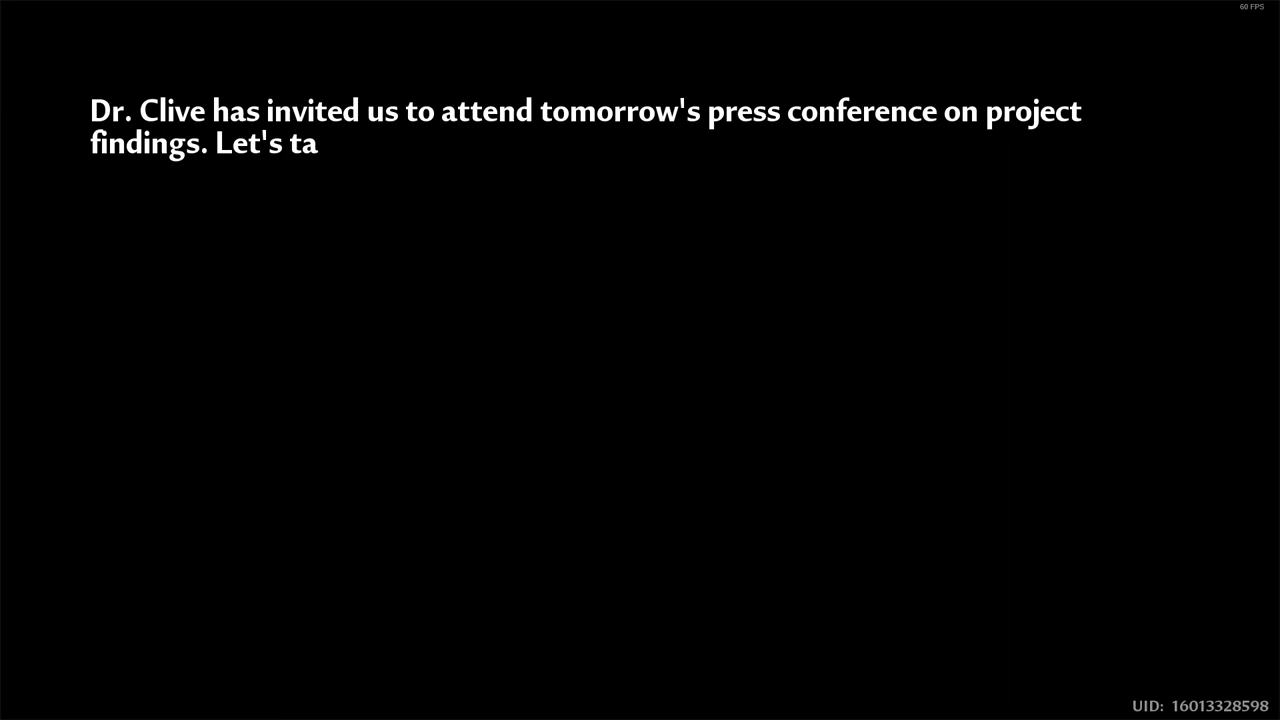 60 FPS
Dr. Clive has invited us to attend tomorrow's press conference on project
findings. Let's ta
UID: 16013328598